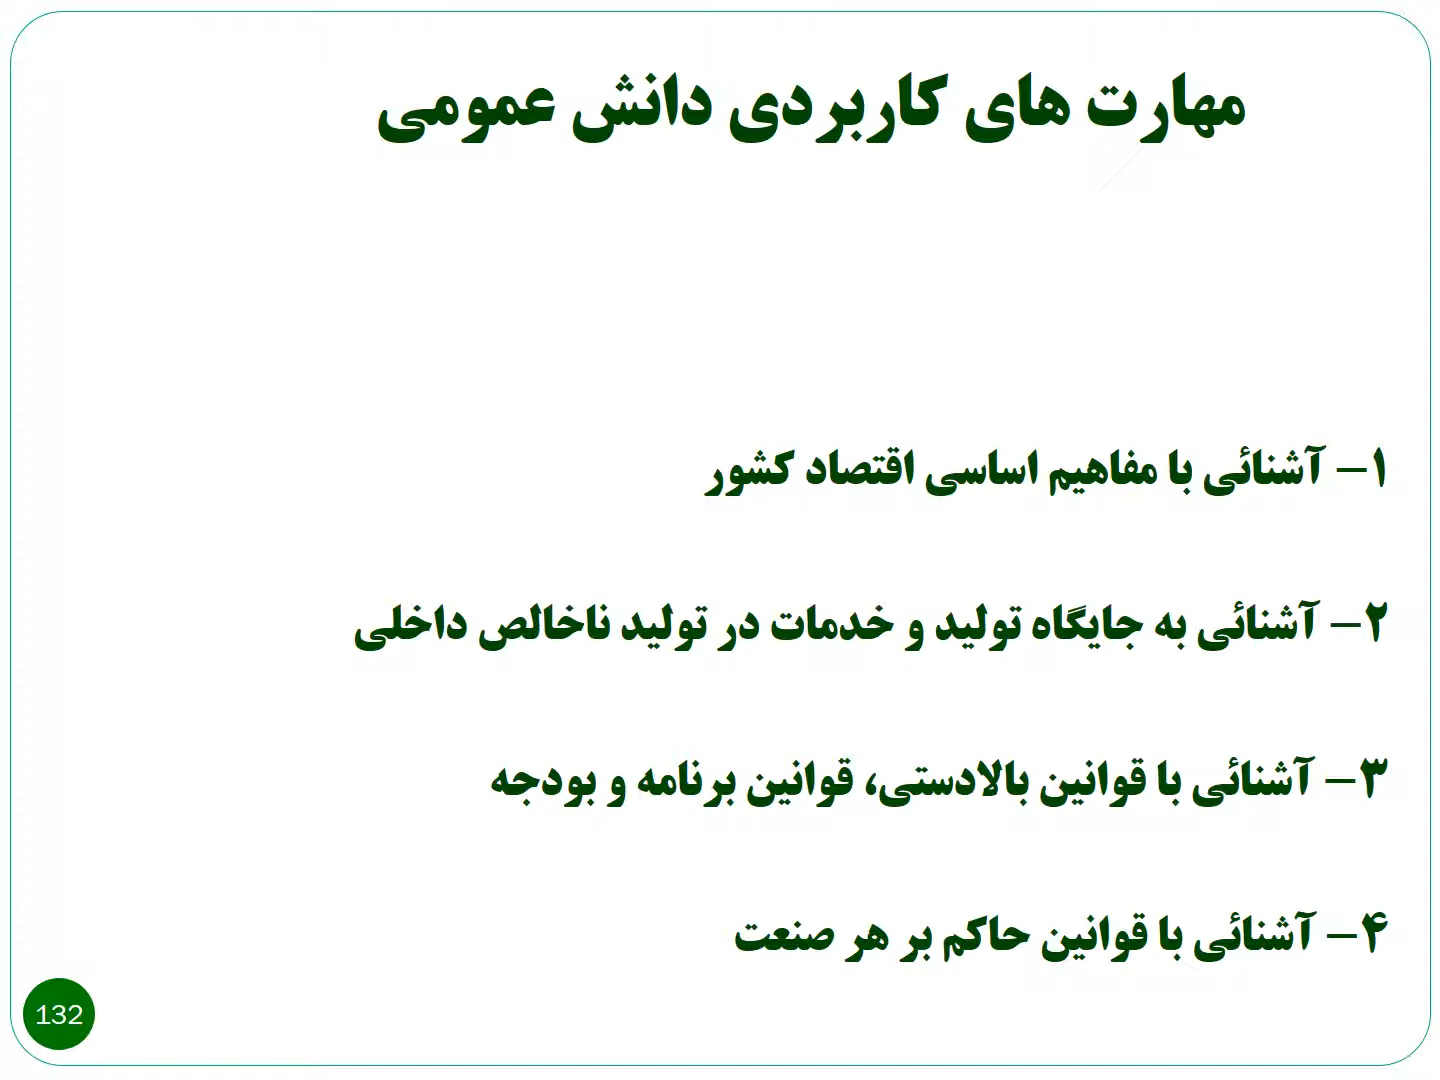 مهارت های کاربردی دانش عمومی
۱– آشنائی با مفاهیم اساسی اقتصاد کشور
۲– آشنائی به جایگاه تولید و خدمات در تولید ناخالص داخلی
۳– آشنائی با قوانین بالادستی، قوانین برنامه و بودجه
۴– آشنائی با قوانین حاکم بر هر صنعت
132